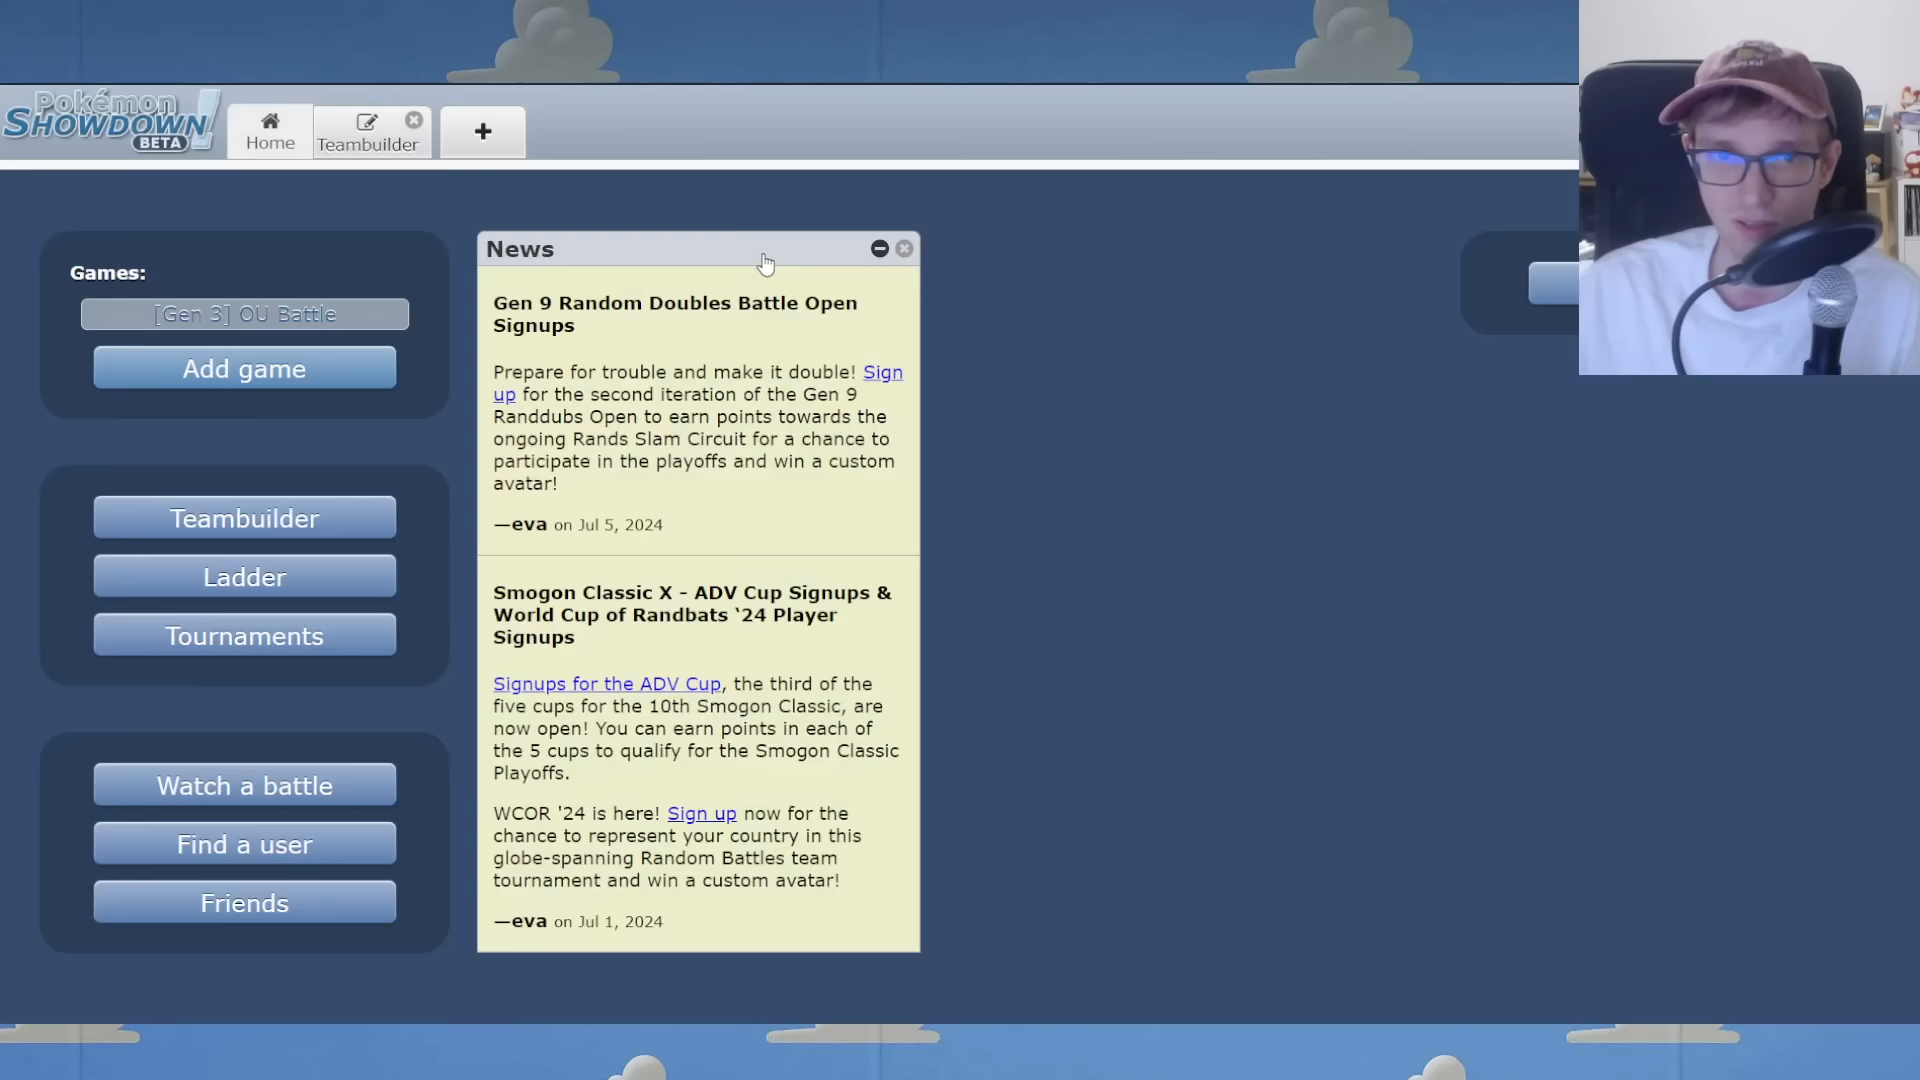 Pokémon
SHOWDOWN!
BETA
Home
Teambuilder
+
Games:
[Gen 3] OU Battle
Add game
Teambuilder
Ladder
Tournaments
Watch a battle
Find a user
Friends
News
Gen 9 Random Doubles Battle Open
Signups
Prepare for trouble and make it double! Sign
up for the second iteration of the Gen 9
Randdubs Open to earn points towards the
ongoing Rands Slam Circuit for a chance to
participate in the playoffs and win a custom
avatar!
—eva on Jul 5, 2024
Smogon Classic X - ADV Cup Signups &
World Cup of Randbats ‘24 Player
Signups
Signups for the ADV Cup, the third of the
five cups for the 10th Smogon Classic, are
now open! You can earn points in each of
the 5 cups to qualify for the Smogon Classic
Playoffs.
WCOR '24 is here! Sign up now for the
chance to represent your country in this
globe-spanning Random Battles team
tournament and win a custom avatar!
—eva on Jul 1, 2024